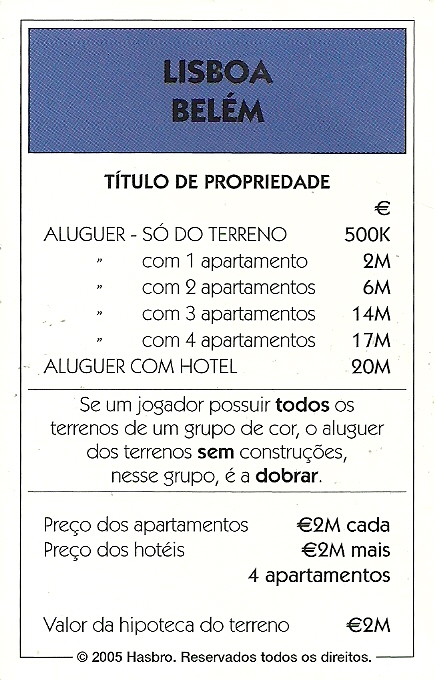 LISBOA
BELÉM
TÍTULO DE PROPRIEDADE
€
ALUGUER - SÓ DO TERRENO 500K
" com 1 apartamento 2M
" com 2 apartamentos 6M
" com 3 apartamentos 14M
" com 4 apartamentos 17M
ALUGUER COM HOTEL 20M
Se um jogador possuir todos os
terrenos de um grupo de cor, o aluguer
dos terrenos sem construções,
nesse grupo, é a dobrar.
Preço dos apartamentos €2M cada
Preço dos hotéis €2M mais
4 apartamentos
Valor da hipoteca do terreno €2M
© 2005 Hasbro. Reservados todos os direitos.